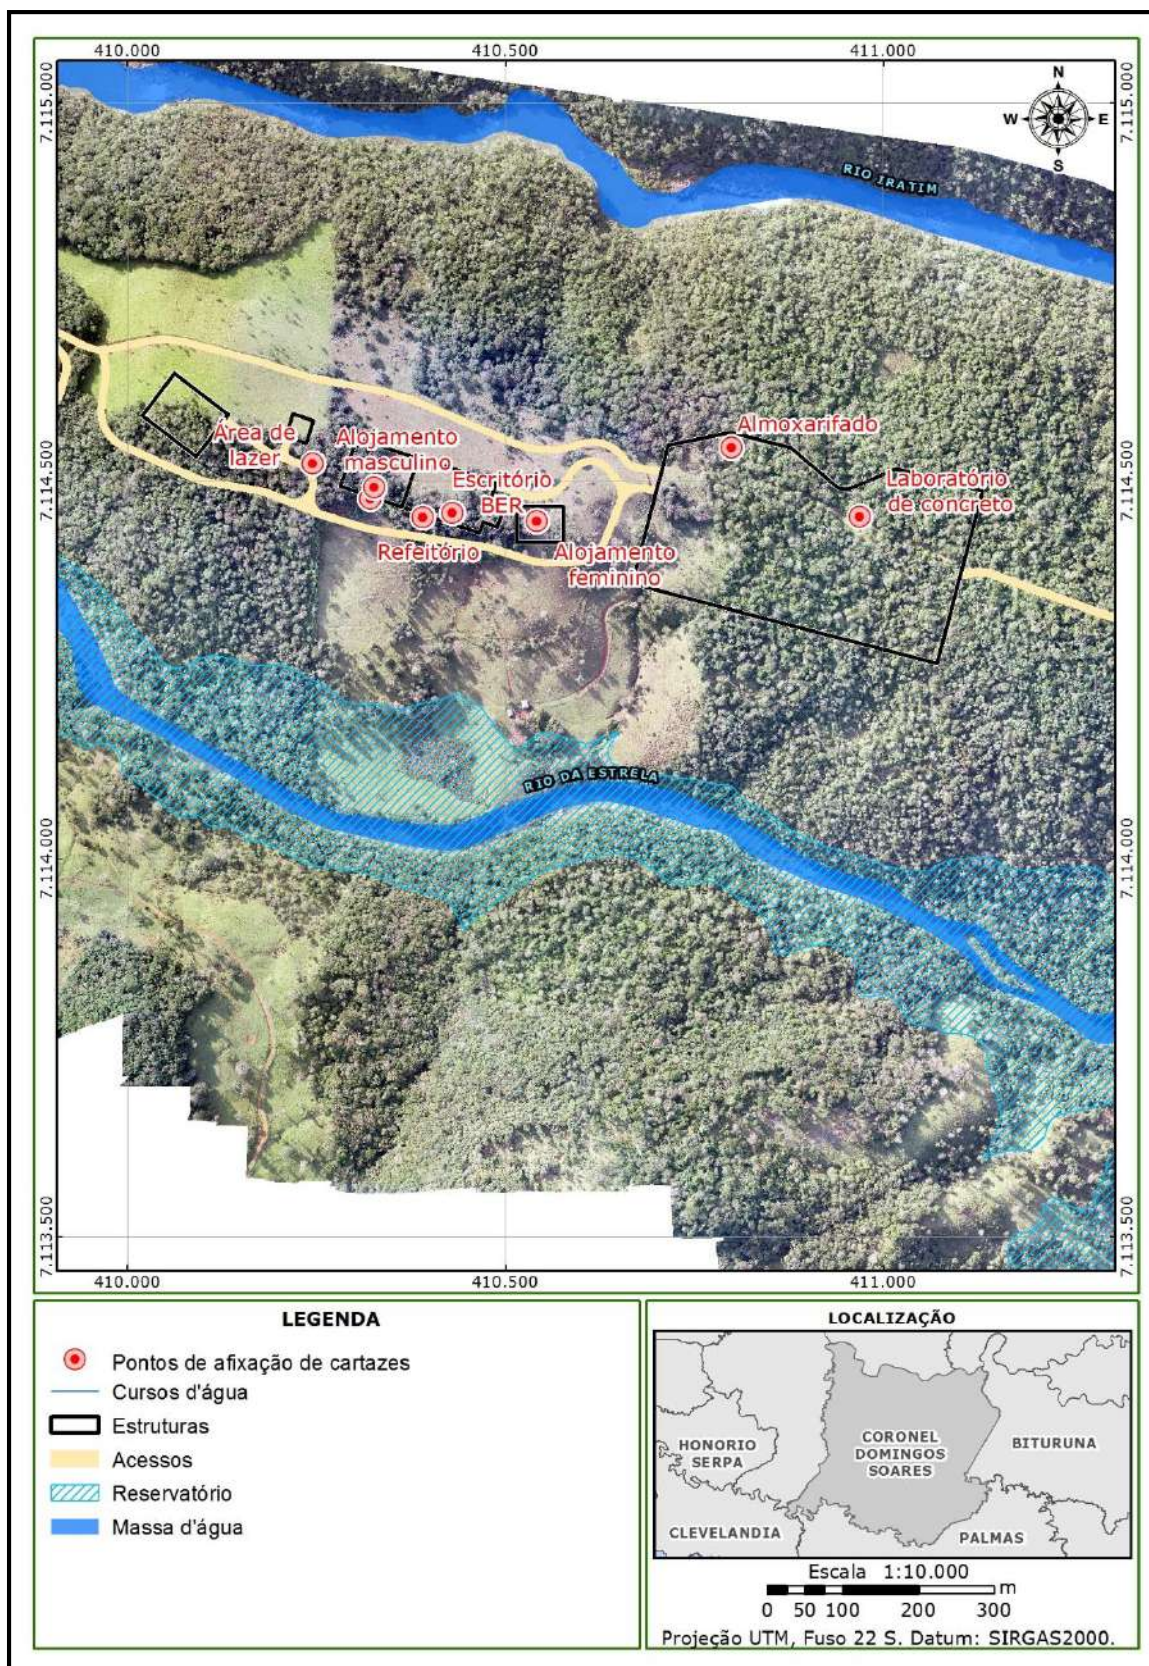 410.000
410.500
411.000
7.115.000
7.115.000
N
W
E
S
RIO IRATIM
Área de
lazer
Alojamento
masculino
Escritório
BER
Refeitório
Alojamento
feminino
Almoxarifado
Laboratório
de concreto
7.114.500
7.114.500
RIO DA ESTRELA
7.114.000
7.114.000
7.113.500
7.113.500
410.000
410.500
411.000
LEGENDA
Pontos de afixação de cartazes
Cursos d'água
Estruturas
Acessos
Reservatório
Massa d'água
LOCALIZAÇÃO
HONORIO
SERPA
CORONEL
DOMINGOS
SOARES
BITURUNA
CLEVELANDIA
PALMAS
Escala 1:10.000
m
0 50 100 200 300
Projeção UTM, Fuso 22 S. Datum: SIRGAS2000.